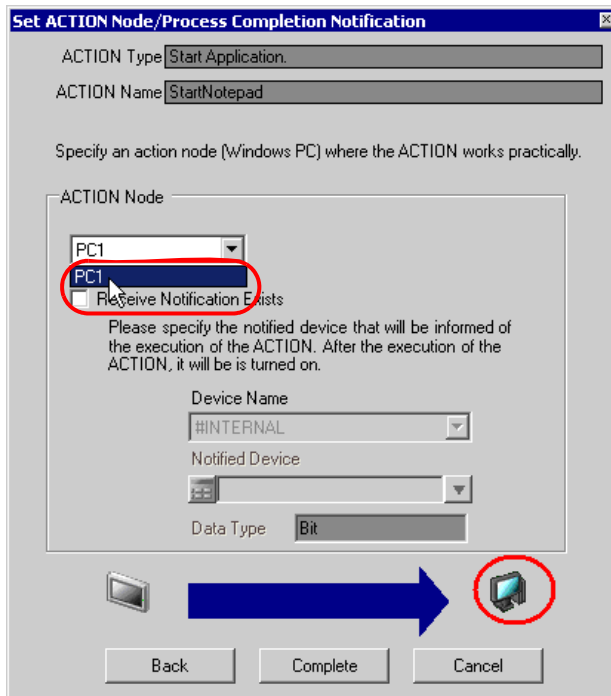 Set ACTION Node/Process Completion Notification
ACTION Type Start Application.
ACTION Name StartNotepad
Specify an action node (Windows PC) where the ACTION works practically.
ACTION Node
PC1
PC1
Receive Notification Exists
Please specify the notified device that will be informed of
the execution of the ACTION. After the execution of the
ACTION, it will be is turned on.
Device Name
#INTERNAL
Notified Device
Data Type Bit
Back Complete Cancel